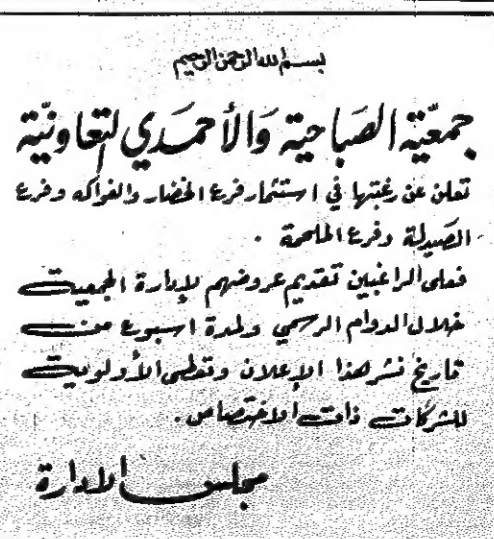 بسم الله الرحمن الرحيم
جمعية الصباحية والأحمدي التعاونية
تعلن عن رغبتها في استثمار فرع الخضار والفواكه وفرع
الصيدلة وفرع الملحمة .
فعلى الراغبين تقديم عروضهم لإدارة الجمعية
خلال الدوام الرسمي ولمدة اسبوع من
تاريخ نشر هذا الإعلان وتعطى الأولوية
للشركات ذات الاختصاص .
مجلس الادارة